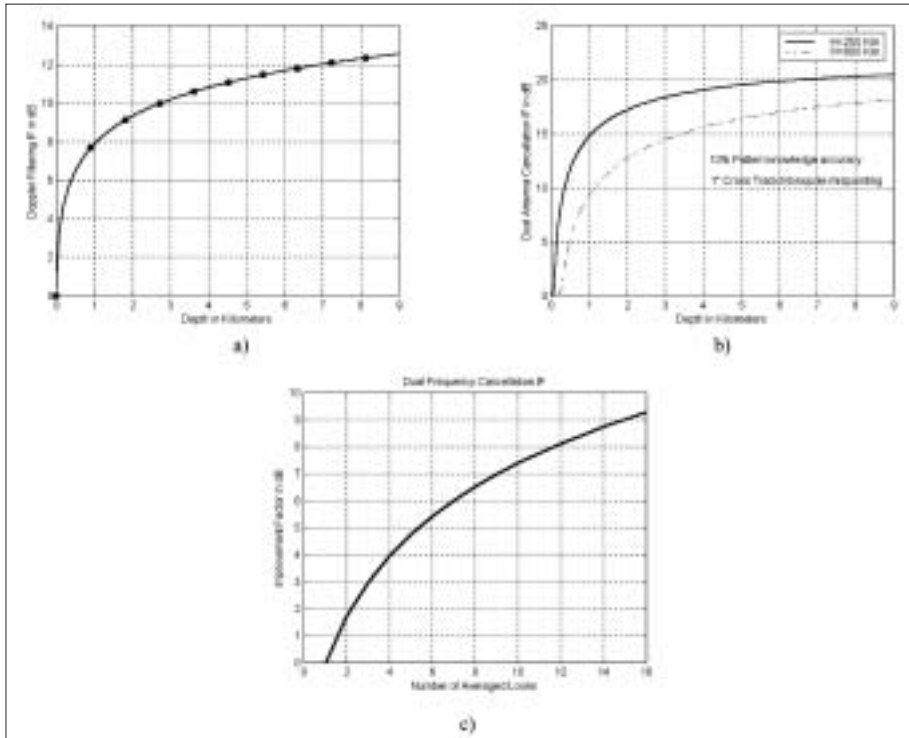 14
12
10
8
6
4
2
0
Doppler Filtering IF in dB
0 1 2 3 4 5 6 7 8 9
Depth in Kilometers
a)
25
20
15
10
5
0
Dual Antenna Cancellation IF in dB
Pattern knowledge accuracy
1° Cross Track
mispointing
0 1 2 3 4 5 6 7 8 9
Depth in Kilometers
b)
Dual Frequency Cancellation IF
10
9
8
7
6
5
4
3
2
1
0
Improvement Factor in dB
0 2 4 6 8 10 12 14 16
Number of Averaged Looks
c)